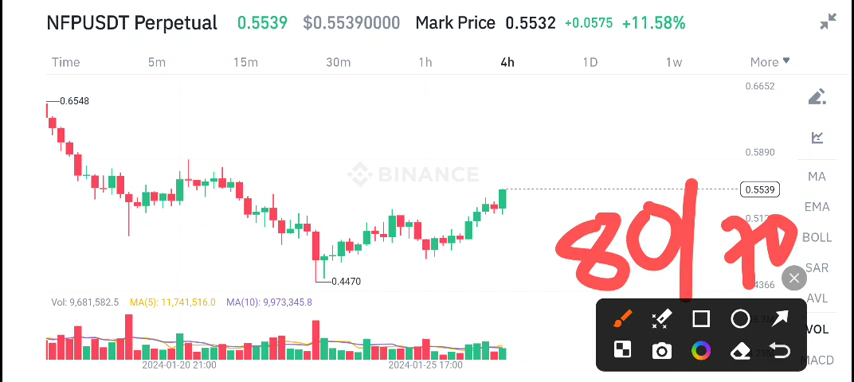 NFPUSDT Perpetual 0.5539 $0.55390000 Mark Price 0.5532 +0.0575 +11.58%
Time 5m 15m 30m 1h 4h 1D 1w More
0.6652
0.6548
0.5890
BINANCE
MA
0.5539
EMA
BOLL
SAR
0.4470
AVL
Vol: 9,681,582.5 MA(5): 11,741,516.0 MA(10): 9,973,345.8
VOL
MACD
2024-01-20 21:00 2024-01-25 17:00